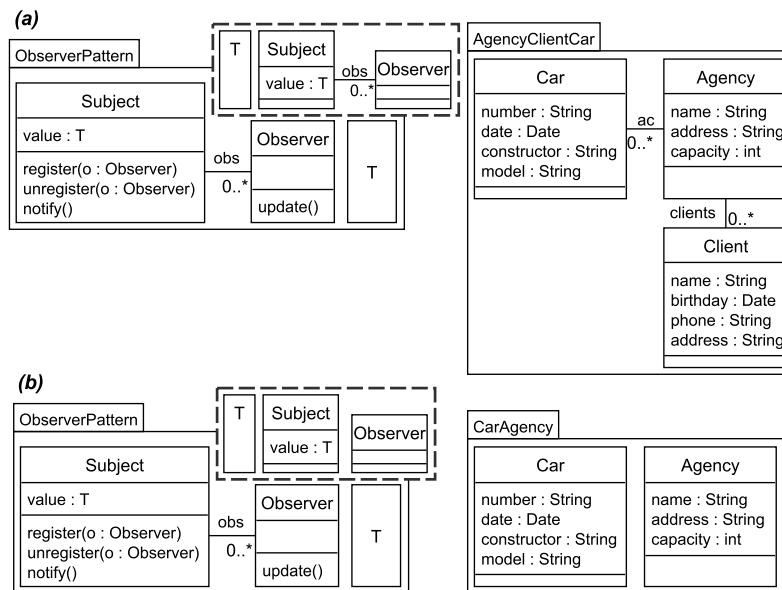 (a)
ObserverPattern
Subject
value : T
register(o : Observer)
unregister(o : Observer)
notify()
obs
0..*
Observer
update()
T
T
Subject
value : T
obs
0..*
Observer
AgencyClientCar
Car
number : String
date : Date
constructor : String
model : String
ac
0..*
Agency
name : String
address : String
capacity : int
clients
0..*
Client
name : String
birthday : Date
phone : String
address : String
(b)
ObserverPattern
Subject
value : T
register(o : Observer)
unregister(o : Observer)
notify()
obs
0..*
Observer
update()
T
T
Subject
value : T
Observer
CarAgency
Car
number : String
date : Date
constructor : String
model : String
Agency
name : String
address : String
capacity : int